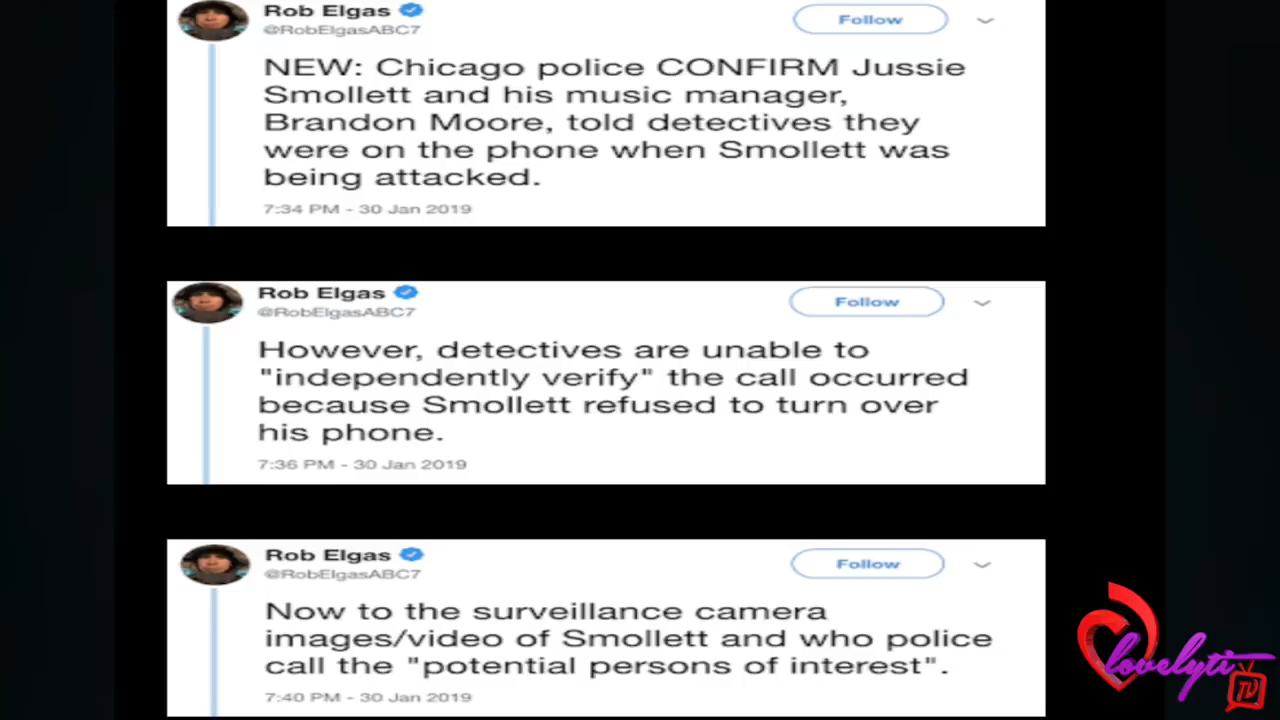 Rob Elgas
@RobElgasABC7
Follow
NEW: Chicago police CONFIRM Jussie
Smollett and his music manager,
Brandon Moore, told detectives they
were on the phone when Smollett was
being attacked.
7:34 PM - 30 Jan 2019
Rob Elgas
@RobElgasABC7
Follow
However, detectives are unable to
"independently verify" the call occurred
because Smollett refused to turn over
his phone.
7:36 PM - 30 Jan 2019
Rob Elgas
@RobElgasABC7
Follow
Now to the surveillance camera
images/video of Smollett and who police
call the "potential persons of interest".
7:40 PM - 30 Jan 2019
lovelyti
TV